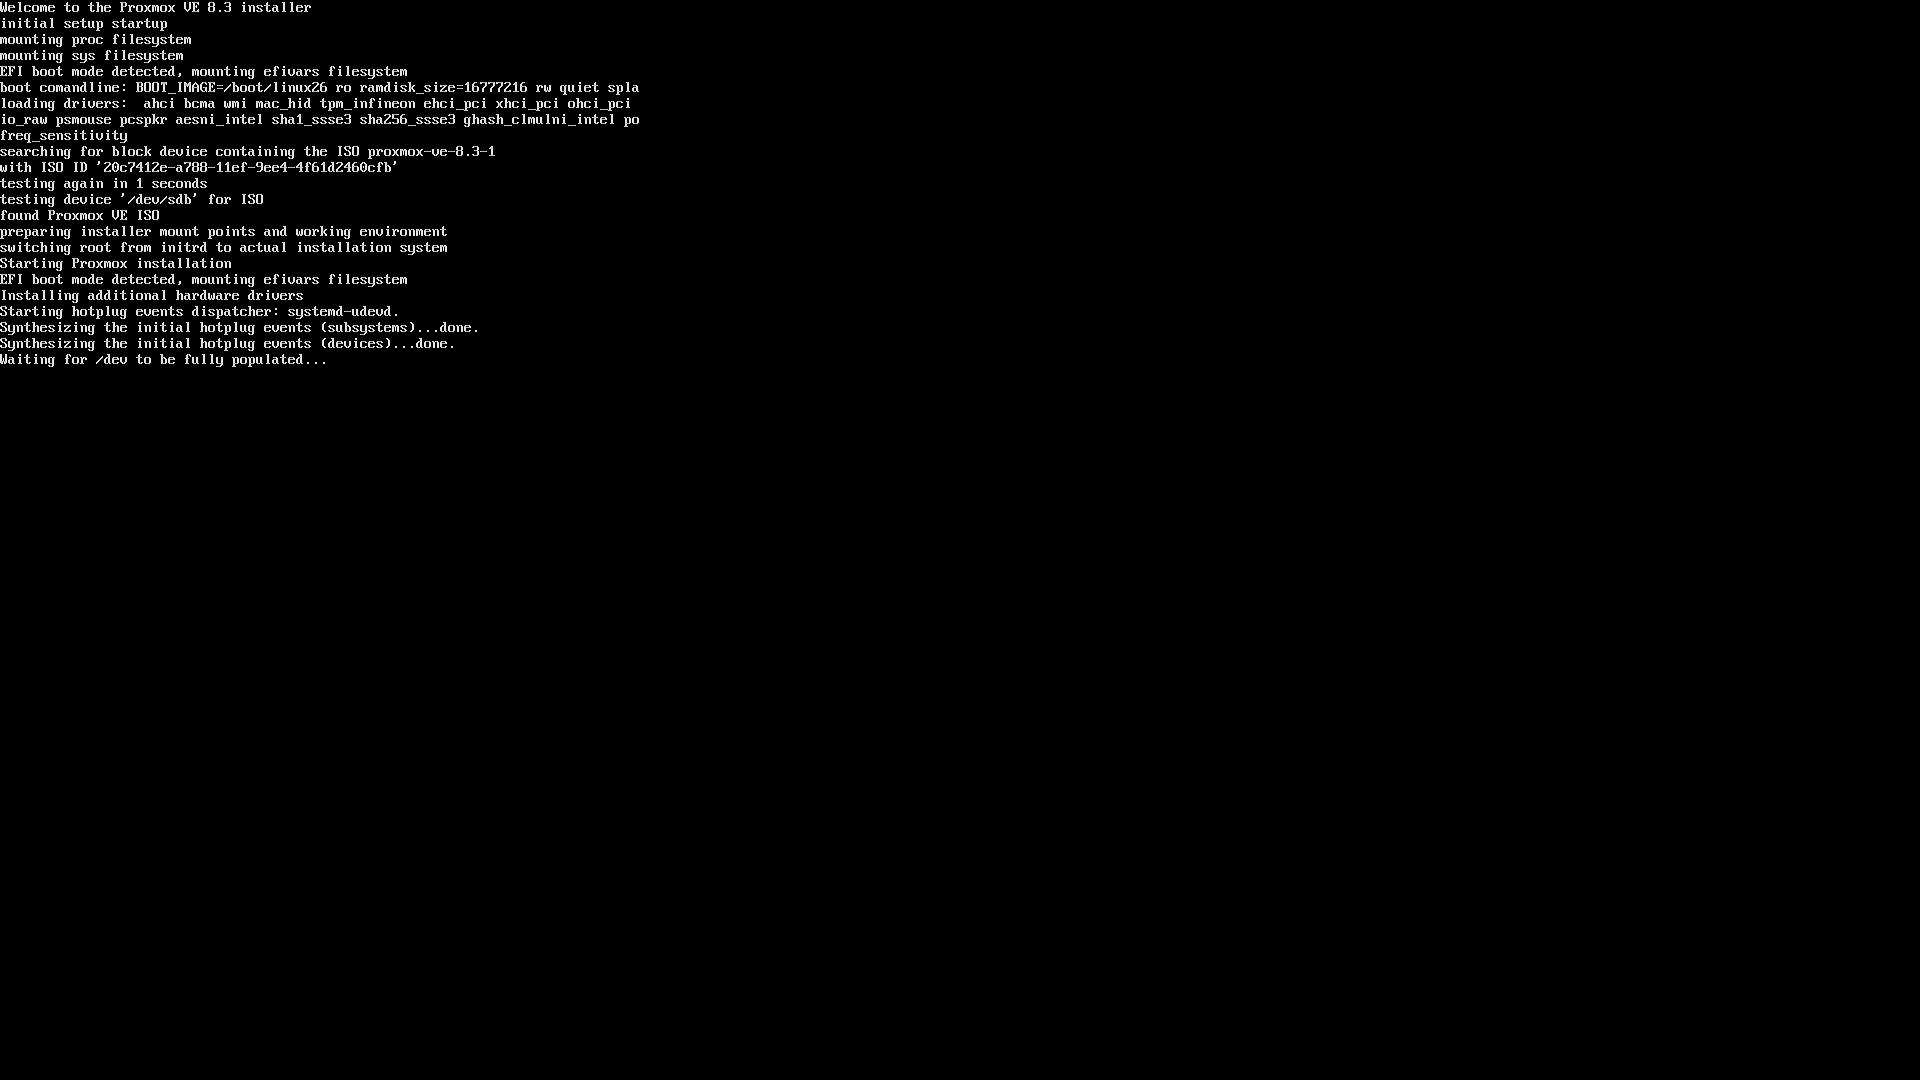 Welcome to the Proxmox VE 8.3 installer
initial setup startup
mounting proc filesystem
mounting sys filesystem
EFI boot mode detected, mounting efivars filesystem
boot comandline: BOOT_IMAGE=/boot/linux26 ro ramdisk_size=16777216 rw quiet spla
loading drivers:  ahci bcma wmi mac_hid tpm_infineon ehci_pci xhci_pci ohci_pci
io_raw psmouse pcspkr aesni_intel sha1_ssse3 sha256_ssse3 ghash_clmulni_intel po
freq_sensitivity
searching for block device containing the ISO proxmox-ve-8.3-1
with ISO ID '20c7412e-a788-11ef-9ee4-4f61d2460cfb'
testing again in 1 seconds
testing device '/dev/sdb' for ISO
found Proxmox VE ISO
preparing installer mount points and working environment
switching root from initrd to actual installation system
Starting Proxmox installation
EFI boot mode detected, mounting efivars filesystem
Installing additional hardware drivers
Starting hotplug events dispatcher: systemd-udevd.
Synthesizing the initial hotplug events (subsystems)...done.
Synthesizing the initial hotplug events (devices)...done.
Waiting for /dev to be fully populated...